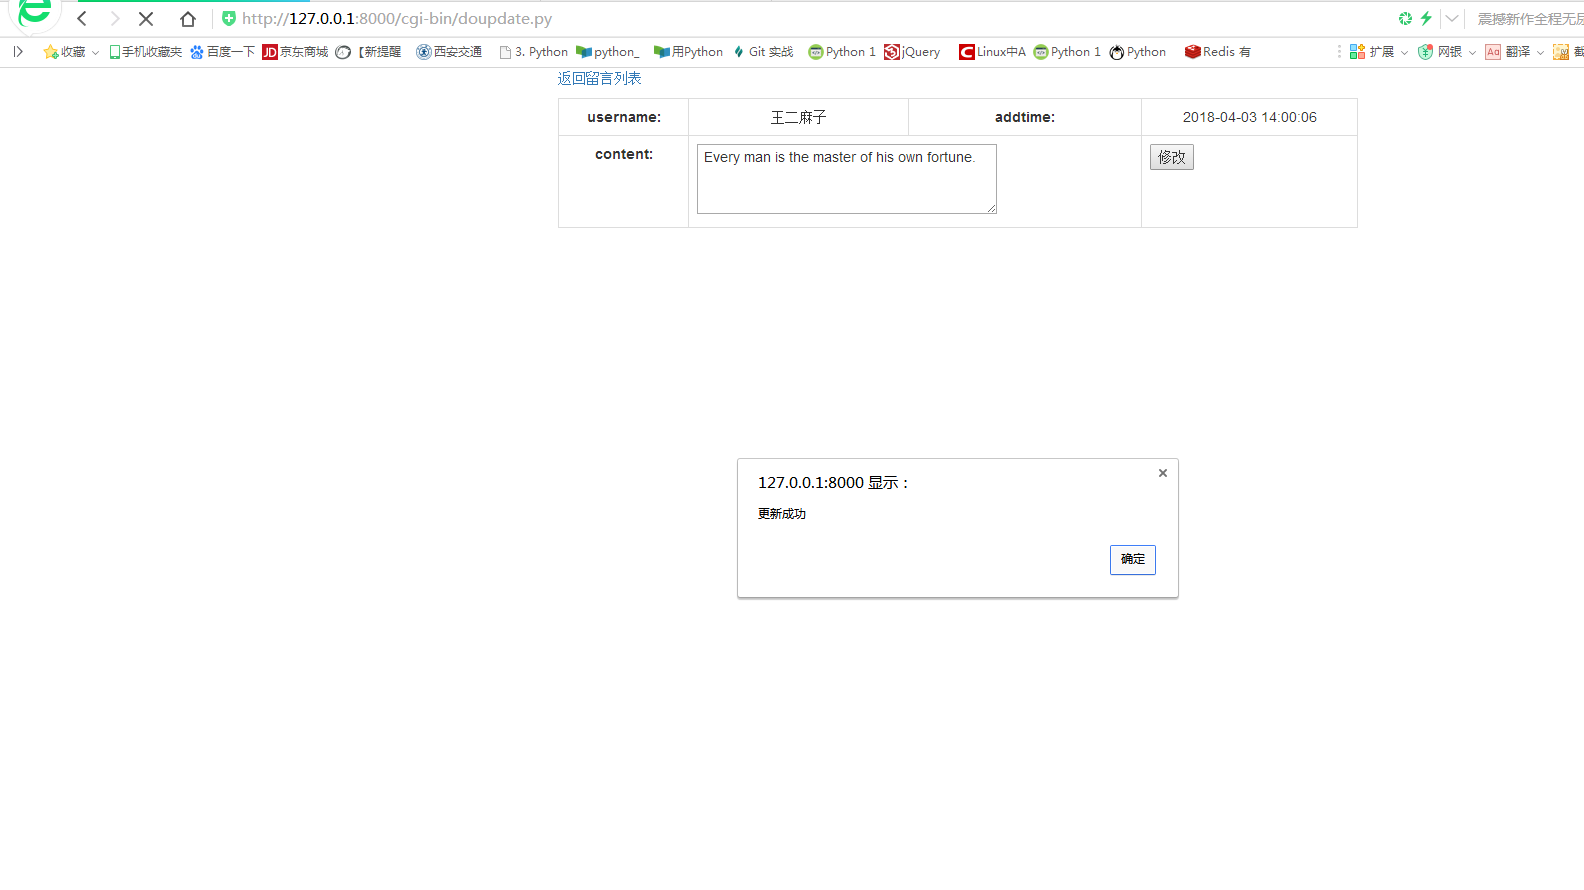 http://127.0.0.1:8000/cgi-bin/doupdate.py 震撼新作全程无
收藏 手机收藏夹 百度一下 JD 京东商城 【新提醒 西安交通 3. Python python_ 用Python Git 实战 Python 1 jQuery Linux中A Python 1 Python Redis 有 扩展 网银 Aa 翻译
返回留言列表
username: 王二麻子 addtime: 2018-04-03 14:00:06
content: Every man is the master of his own fortune. 修改
127.0.0.1:8000 显示：
更新成功
确定